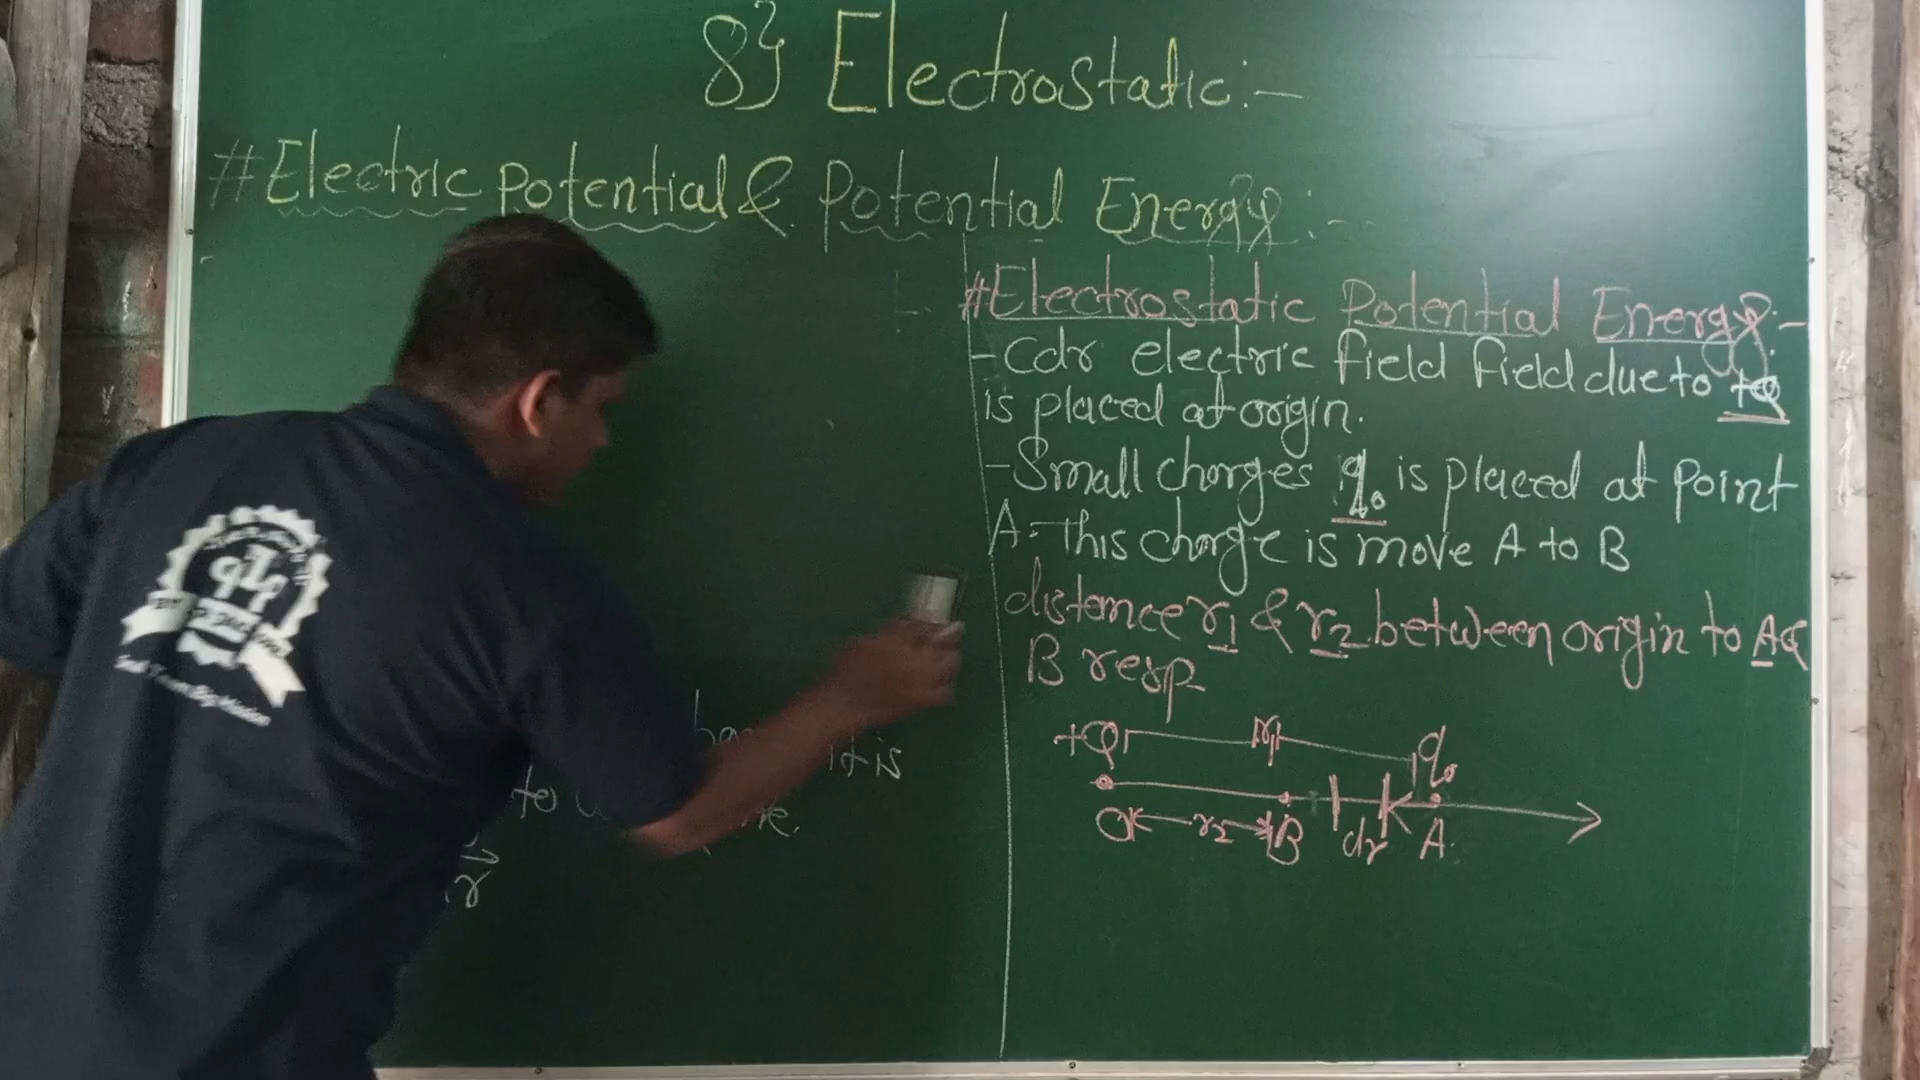 8} Electrostatic:-
#Electric potential & Potential Energy:-
#Electrostatic Potential Energy:-
-Cdr electric field field due to +Q
is placed at origin.
-Small charges q₀ is placed at point
A.-This charge is move A to B
distance r₁ & r₂ between origin to A &
B resp
+Q r₁ q₀
O r₂ B dr A
it is
to
r